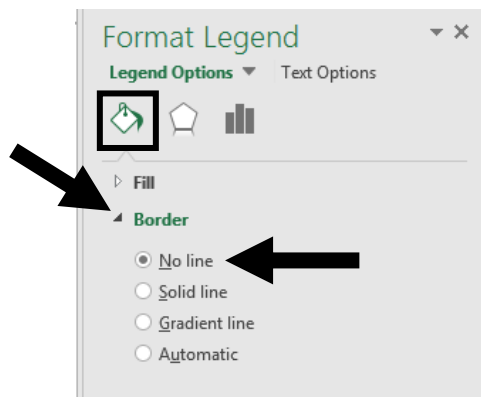 Format Legend
Legend Options Text Options
Fill
Border
No line
Solid line
Gradient line
Automatic